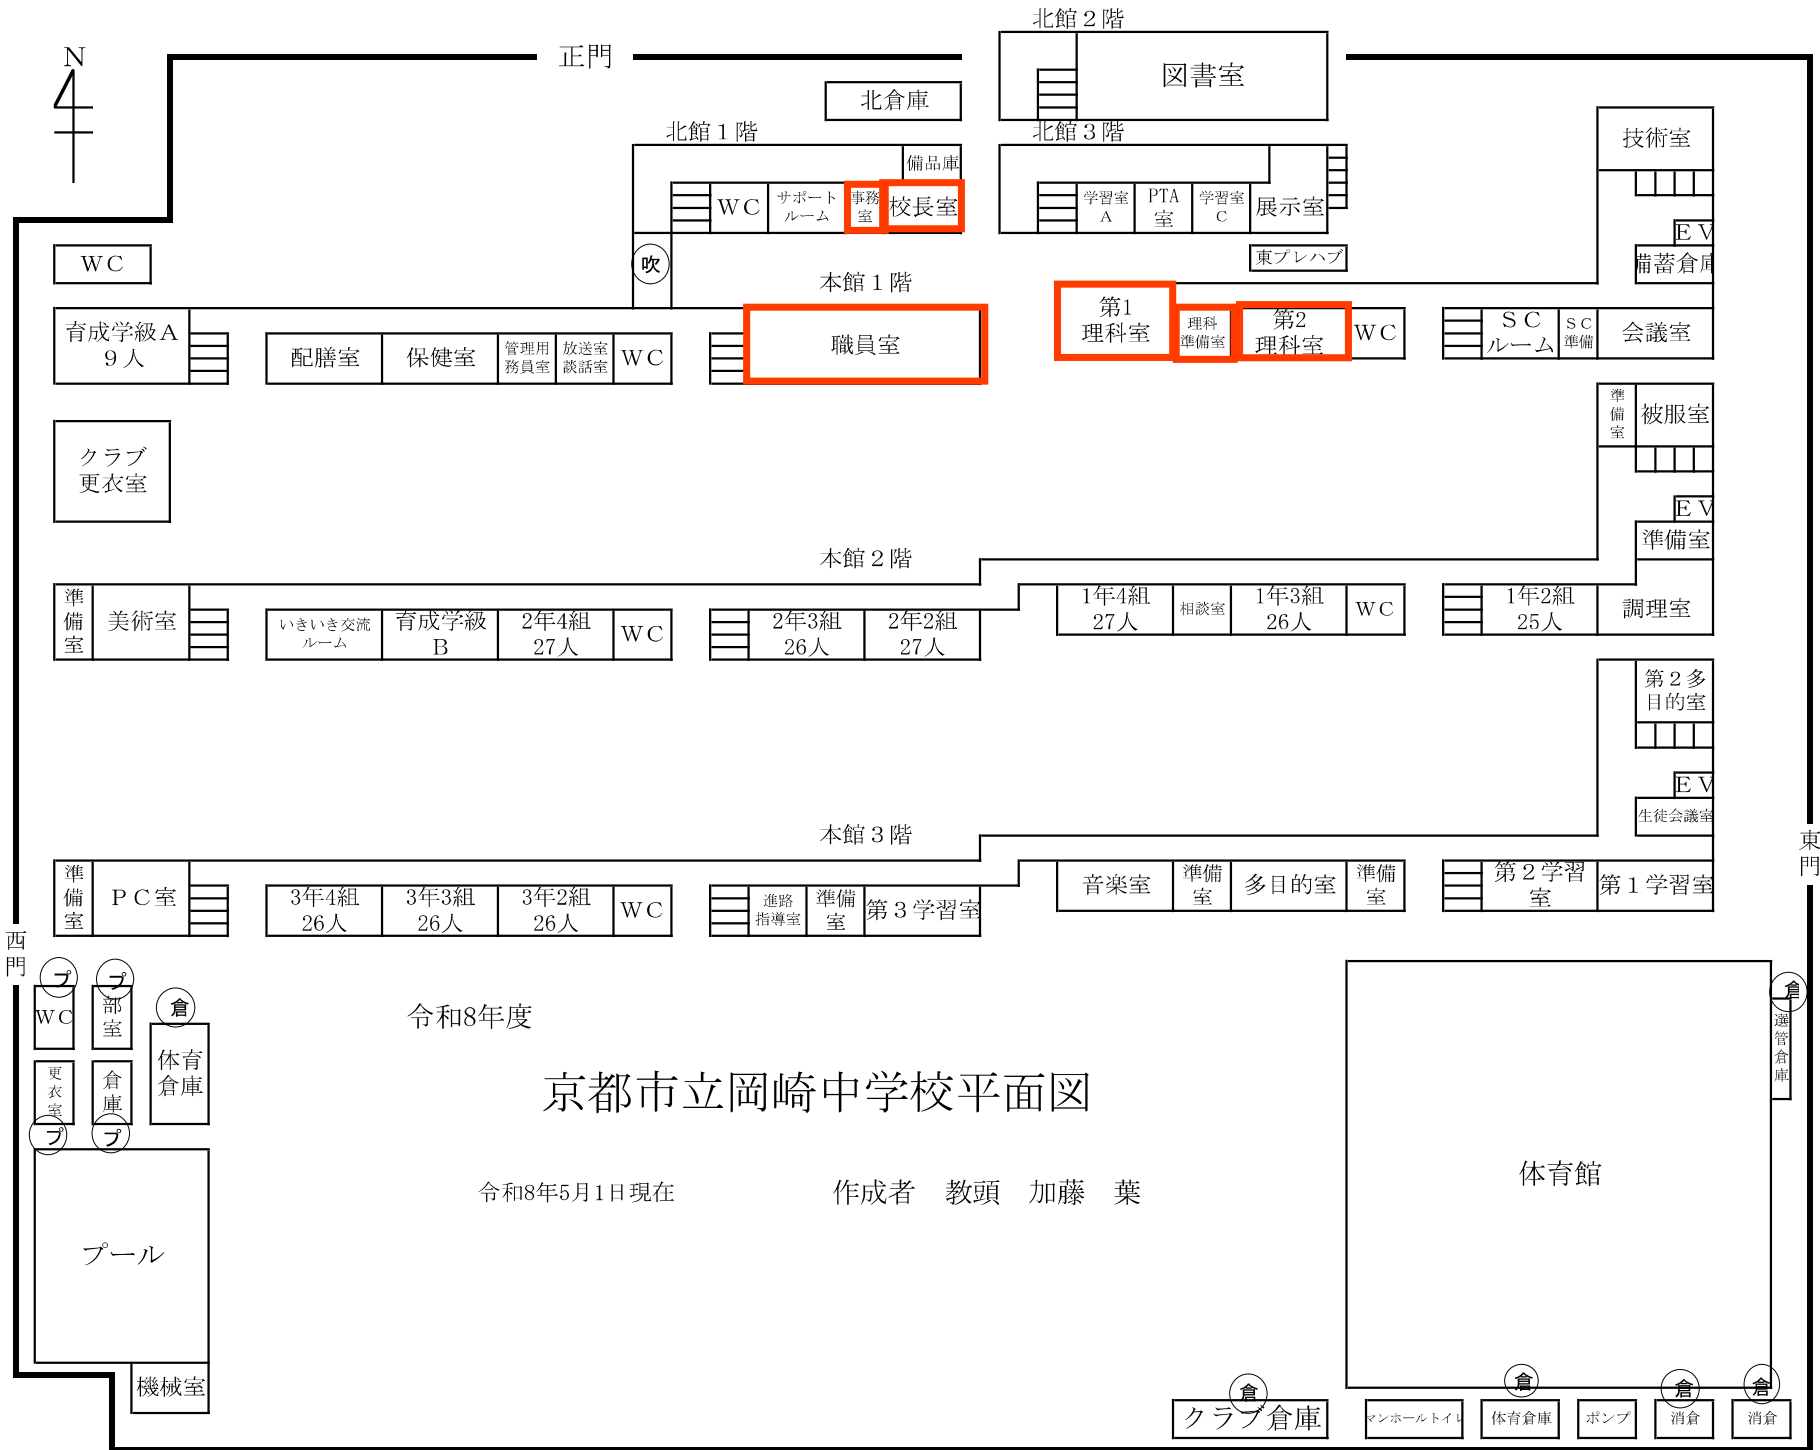 北館２階
N
正門
図書室
北倉庫
北館１階
北館３階
技術室
備品庫
WC
サポート
ルーム
事務
室
校長室
学習室
A
PTA
室
学習室
C
展示室
EV
WC
吹
東プレハブ
備蓄倉庫
本館１階
育成学級A
9人
配膳室
保健室
管理用
務員室
放送室
談話室
WC
職員室
第1
理科室
理科
準備室
第2
理科室
WC
SC
ルーム
SC
準備
会議室
準備室
被服室
クラブ
更衣室
EV
準備室
本館２階
準備室
美術室
いきいき交流
ルーム
育成学級
B
2年4組
27人
WC
2年3組
26人
2年2組
27人
1年4組
27人
相談室
1年3組
26人
WC
1年2組
25人
調理室
第２多
目的室
EV
生徒会議室
本館３階
東門
準備室
PC室
3年4組
26人
3年3組
26人
3年2組
26人
WC
進路
指導室
準備
室
第３学習室
音楽室
準備
室
多目的室
準備
室
第２学習
室
第１学習室
西門
プ
プ
倉
倉
WC
部室
体育
倉庫
選管倉庫
令和8年度
更衣室
倉庫
京都市立岡崎中学校平面図
プ
プ
体育館
令和8年5月1日現在
作成者　教頭　加藤　葉
プール
機械室
倉
クラブ倉庫
マンホールトイレ
倉
体育倉庫
ポンプ
倉
消倉
倉
消倉